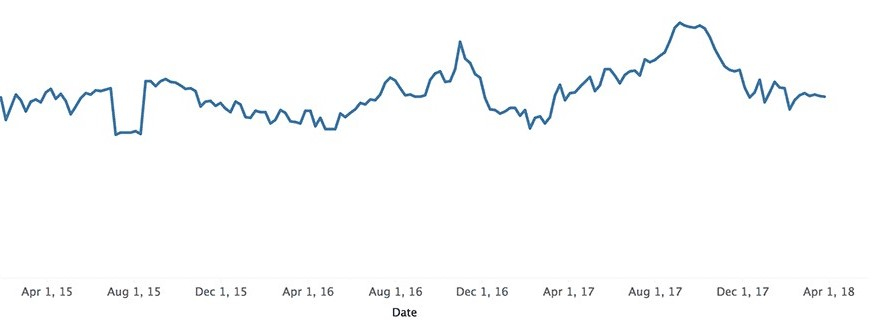 Apr 1, 15 Aug 1, 15 Dec 1, 15 Apr 1, 16 Aug 1, 16 Dec 1, 16 Apr 1, 17 Aug 1, 17 Dec 1, 17 Apr 1, 18
Date